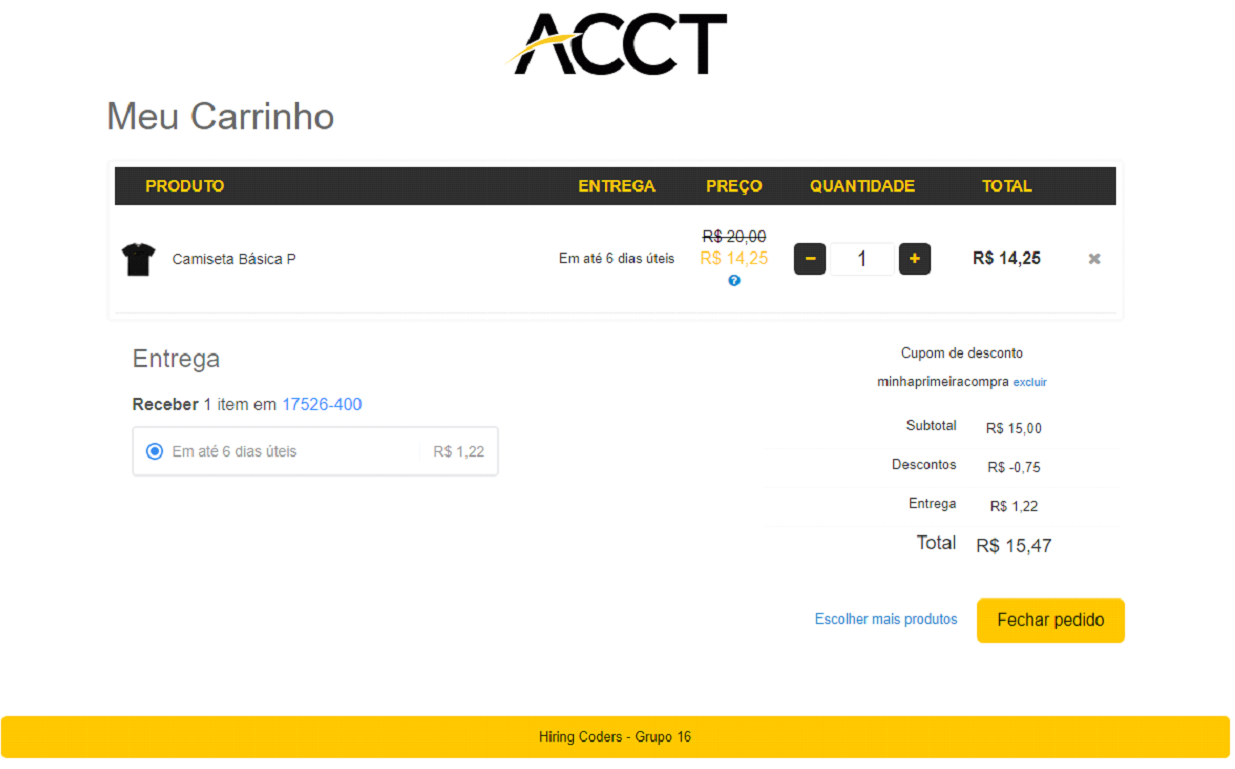 ACCT
Meu Carrinho
PRODUTO ENTREGA PREÇO QUANTIDADE TOTAL
R$ 20,00
Camiseta Básica P Em até 6 dias úteis R$ 14,25 - 1 + R$ 14,25 ✖
?
Entrega
Receber 1 item em 17526-400
Em até 6 dias úteis R$ 1,22
Cupom de desconto
minhaprimeiracompra excluir
Subtotal R$ 15,00
Descontos R$ -0,75
Entrega R$ 1,22
Total R$ 15,47
Escolher mais produtos Fechar pedido
Hiring Coders - Grupo 16